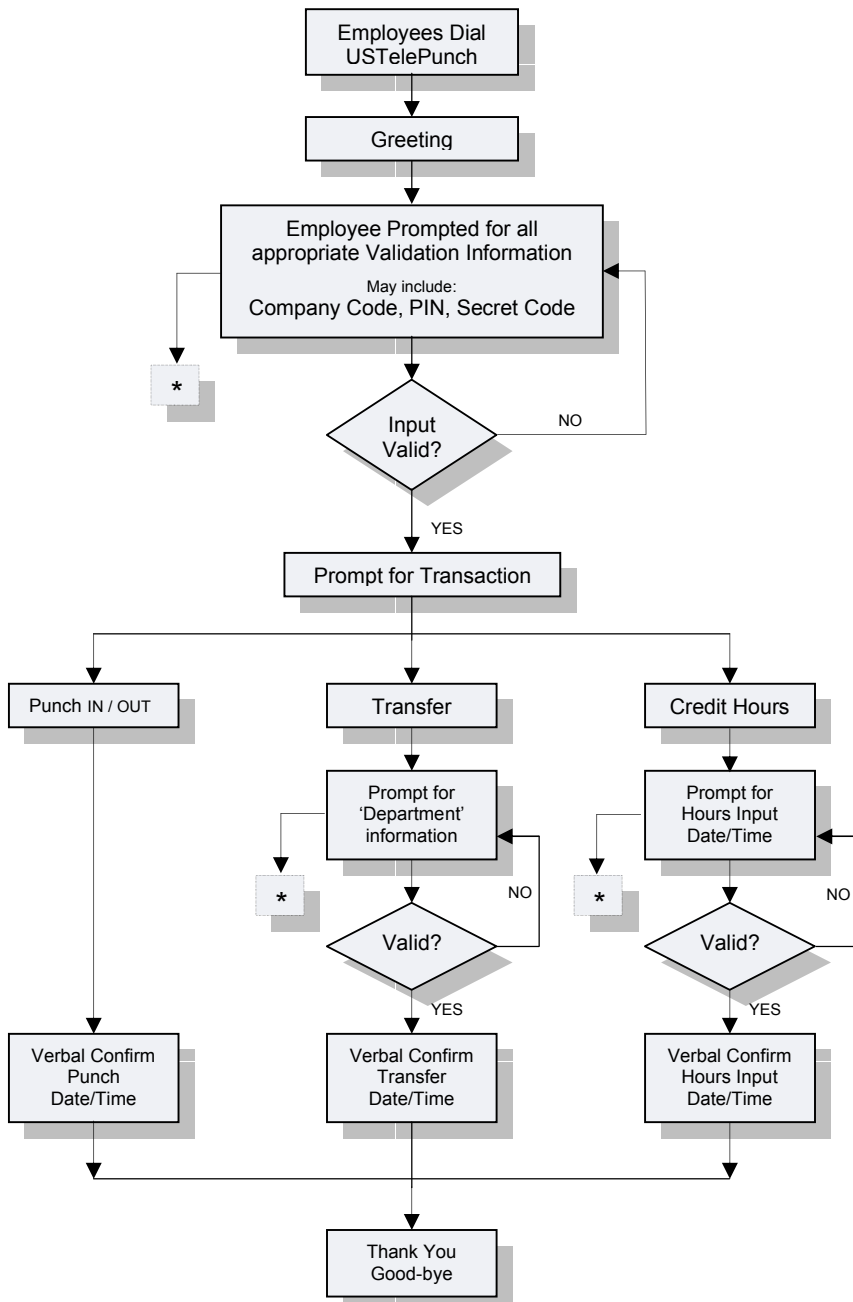 Employees Dial
USTelePunch
Greeting
Employee Prompted for all
appropriate Validation Information
May include:
Company Code, PIN, Secret Code
*
Input
Valid?
NO
YES
Prompt for Transaction
Punch IN / OUT
Transfer
Credit Hours
Prompt for
‘Department’
information
*
NO
Valid?
YES
Prompt for
Hours Input
Date/Time
*
NO
Valid?
YES
Verbal Confirm
Punch
Date/Time
Verbal Confirm
Transfer
Date/Time
Verbal Confirm
Hours Input
Date/Time
Thank You
Good-bye